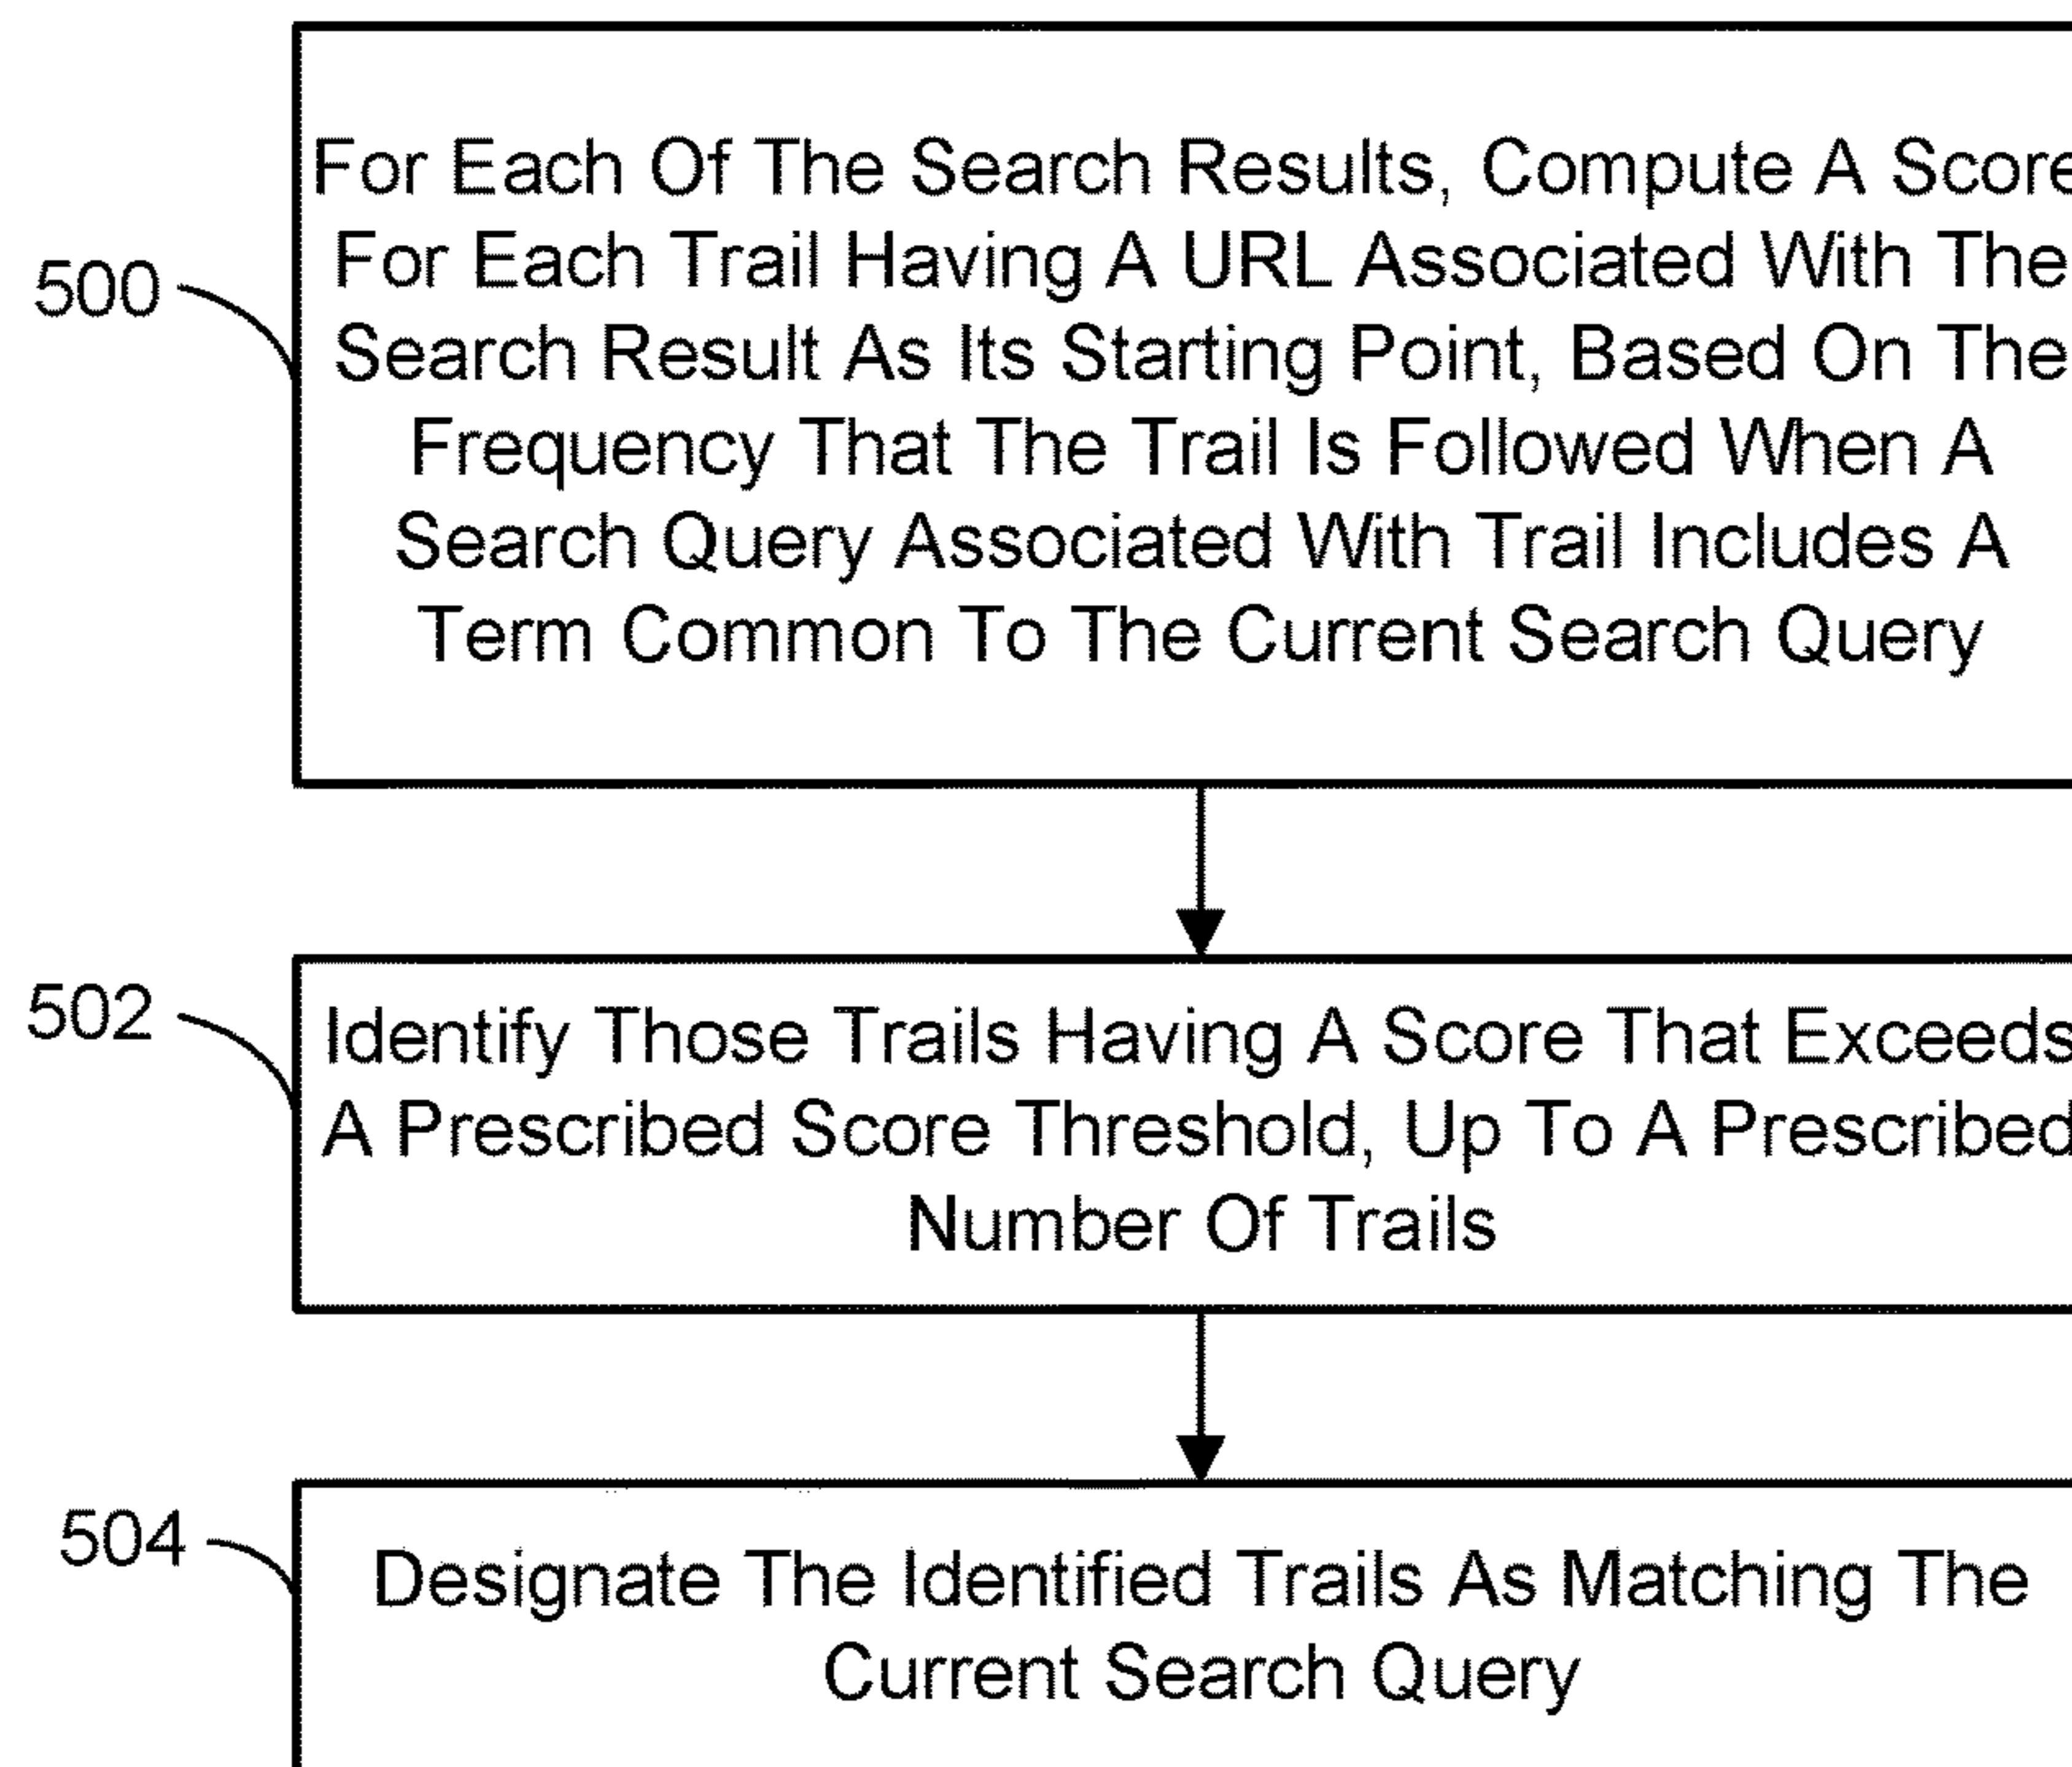 For Each Of The Search Results, Compute A Score
For Each Trail Having A URL Associated With The
500
Search Result As Its Starting Point, Based On The
Frequency That The Trail Is Followed When A
Search Query Associated With Trail Includes A
Term Common To The Current Search Query
502
Identify Those Trails Having A Score That Exceeds
A Prescribed Score Threshold, Up To A Prescribed
Number Of Trails
504
Designate The Identified Trails As Matching The
Current Search Query